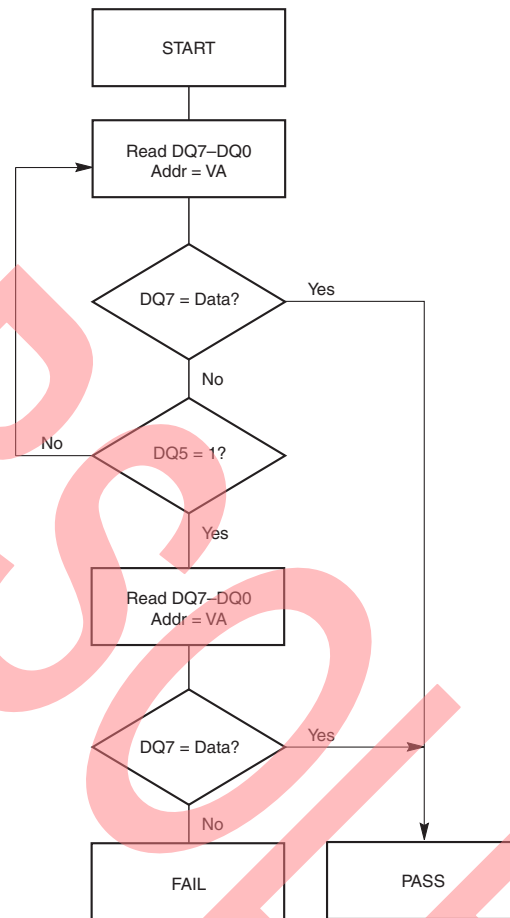 START
Read DQ7–DQ0
Addr = VA
DQ7 = Data?
Yes
No
DQ5 = 1?
No
Yes
Read DQ7–DQ0
Addr = VA
DQ7 = Data?
Yes
No
FAIL
PASS